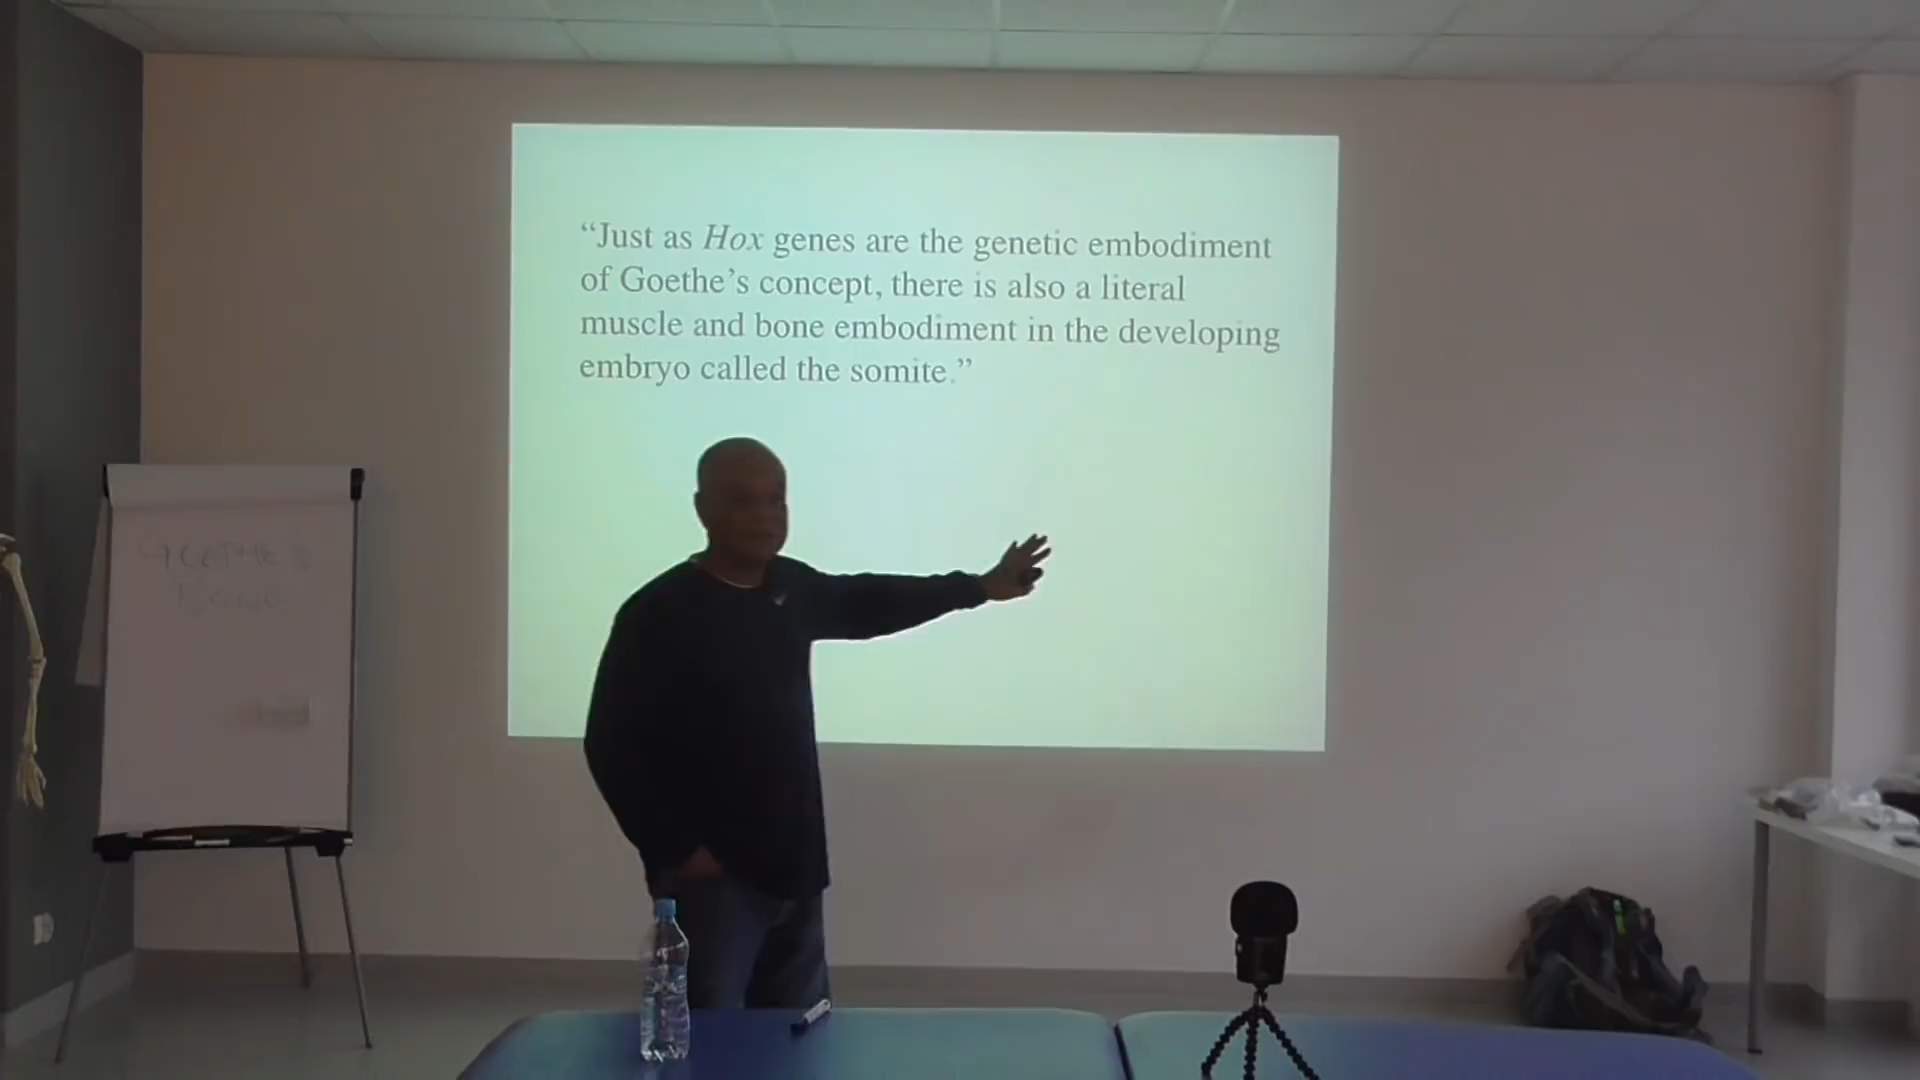 “Just as Hox genes are the genetic embodiment
of Goethe’s concept, there is also a literal
muscle and bone embodiment in the developing
embryo called the somite.”